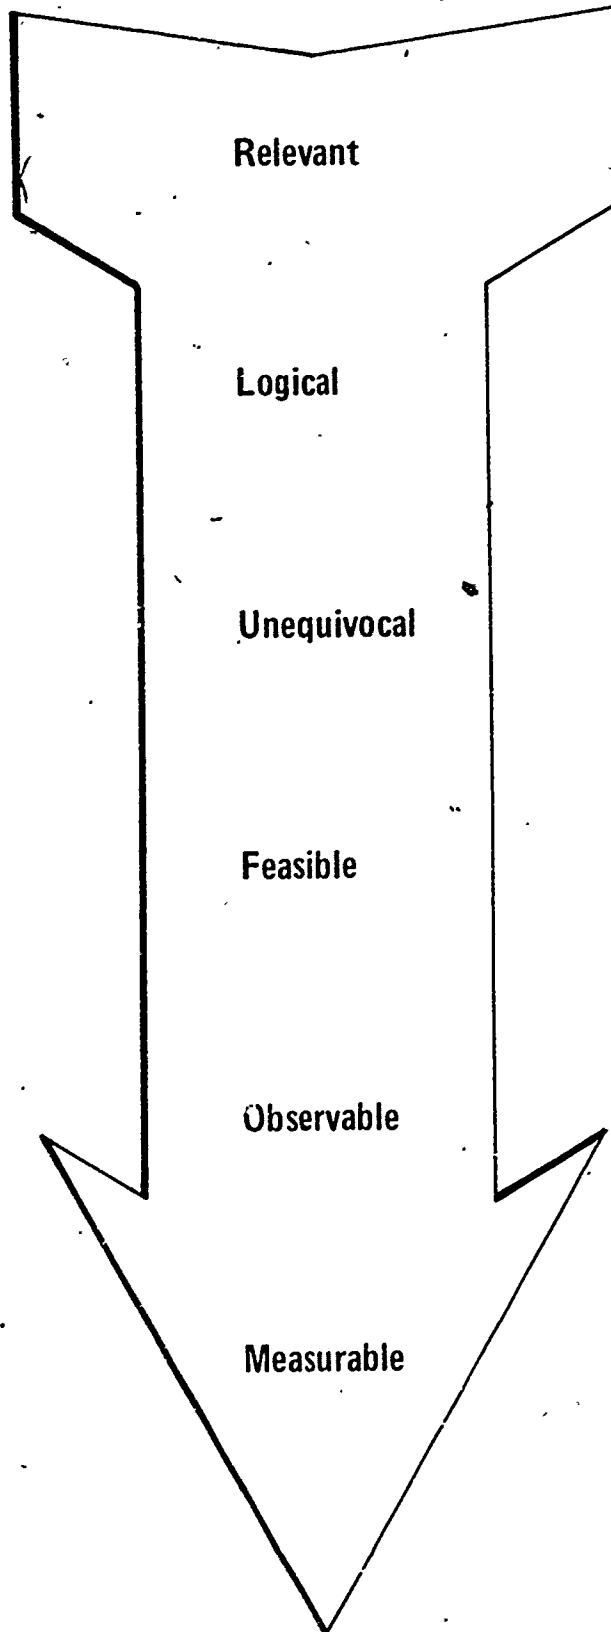 Relevant
Logical
Unequivocal
Feasible
Observable
Measurable